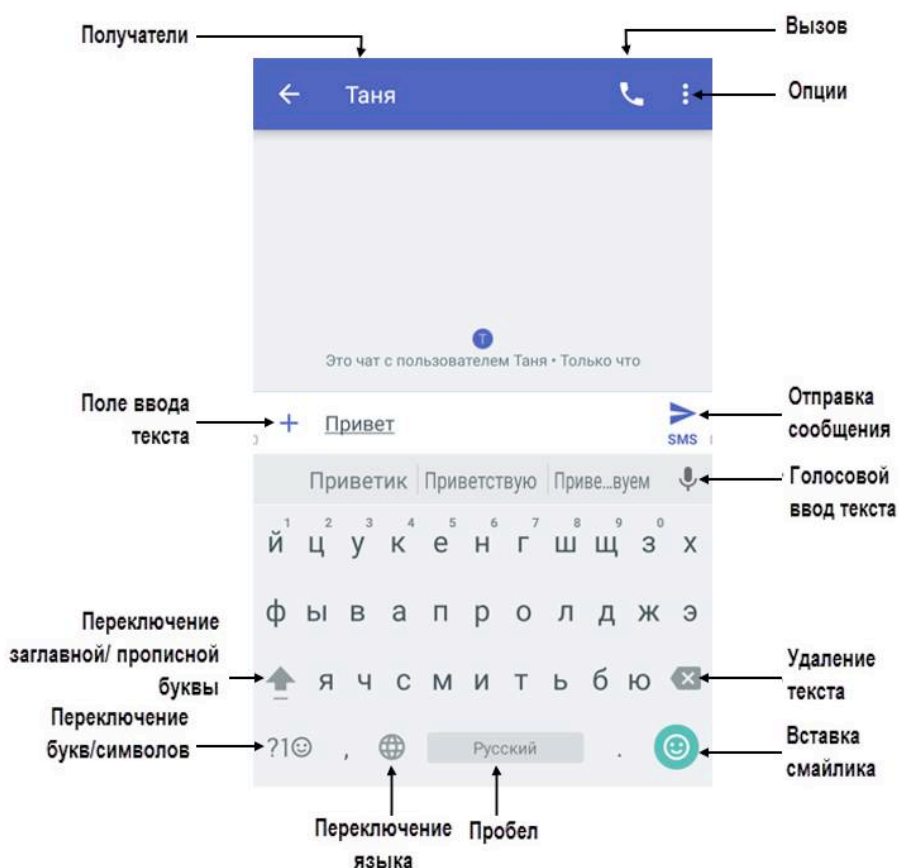 Получатели
Вызов
Таня
Опции
T
Это чат с пользователем Таня • Только что
Поле ввода
текста
Привет
SMS
Отправка
сообщения
Приветик Приветствую Приве...вуем
Голосовой
ввод текста
1 2 3 4 5 6 7 8 9 0
й ц у к е н г ш щ з х
ф ы в а п р о л д ж э
Переключение
заглавной/ прописной
буквы
я ч с м и т ь б ю
Удаление
текста
Переключение
букв/символов
?1☺ , Русский .
Вставка
смайлика
Переключение
языка
Пробел